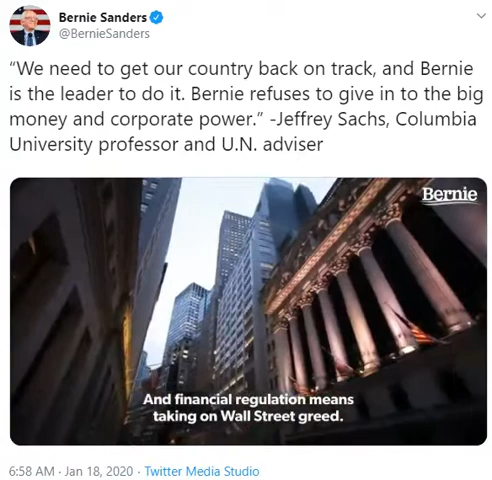 Bernie Sanders
@BernieSanders
“We need to get our country back on track, and Bernie
is the leader to do it. Bernie refuses to give in to the big
money and corporate power.” -Jeffrey Sachs, Columbia
University professor and U.N. adviser
Bernie
And financial regulation means
taking on Wall Street greed.
6:58 AM · Jan 18, 2020 · Twitter Media Studio